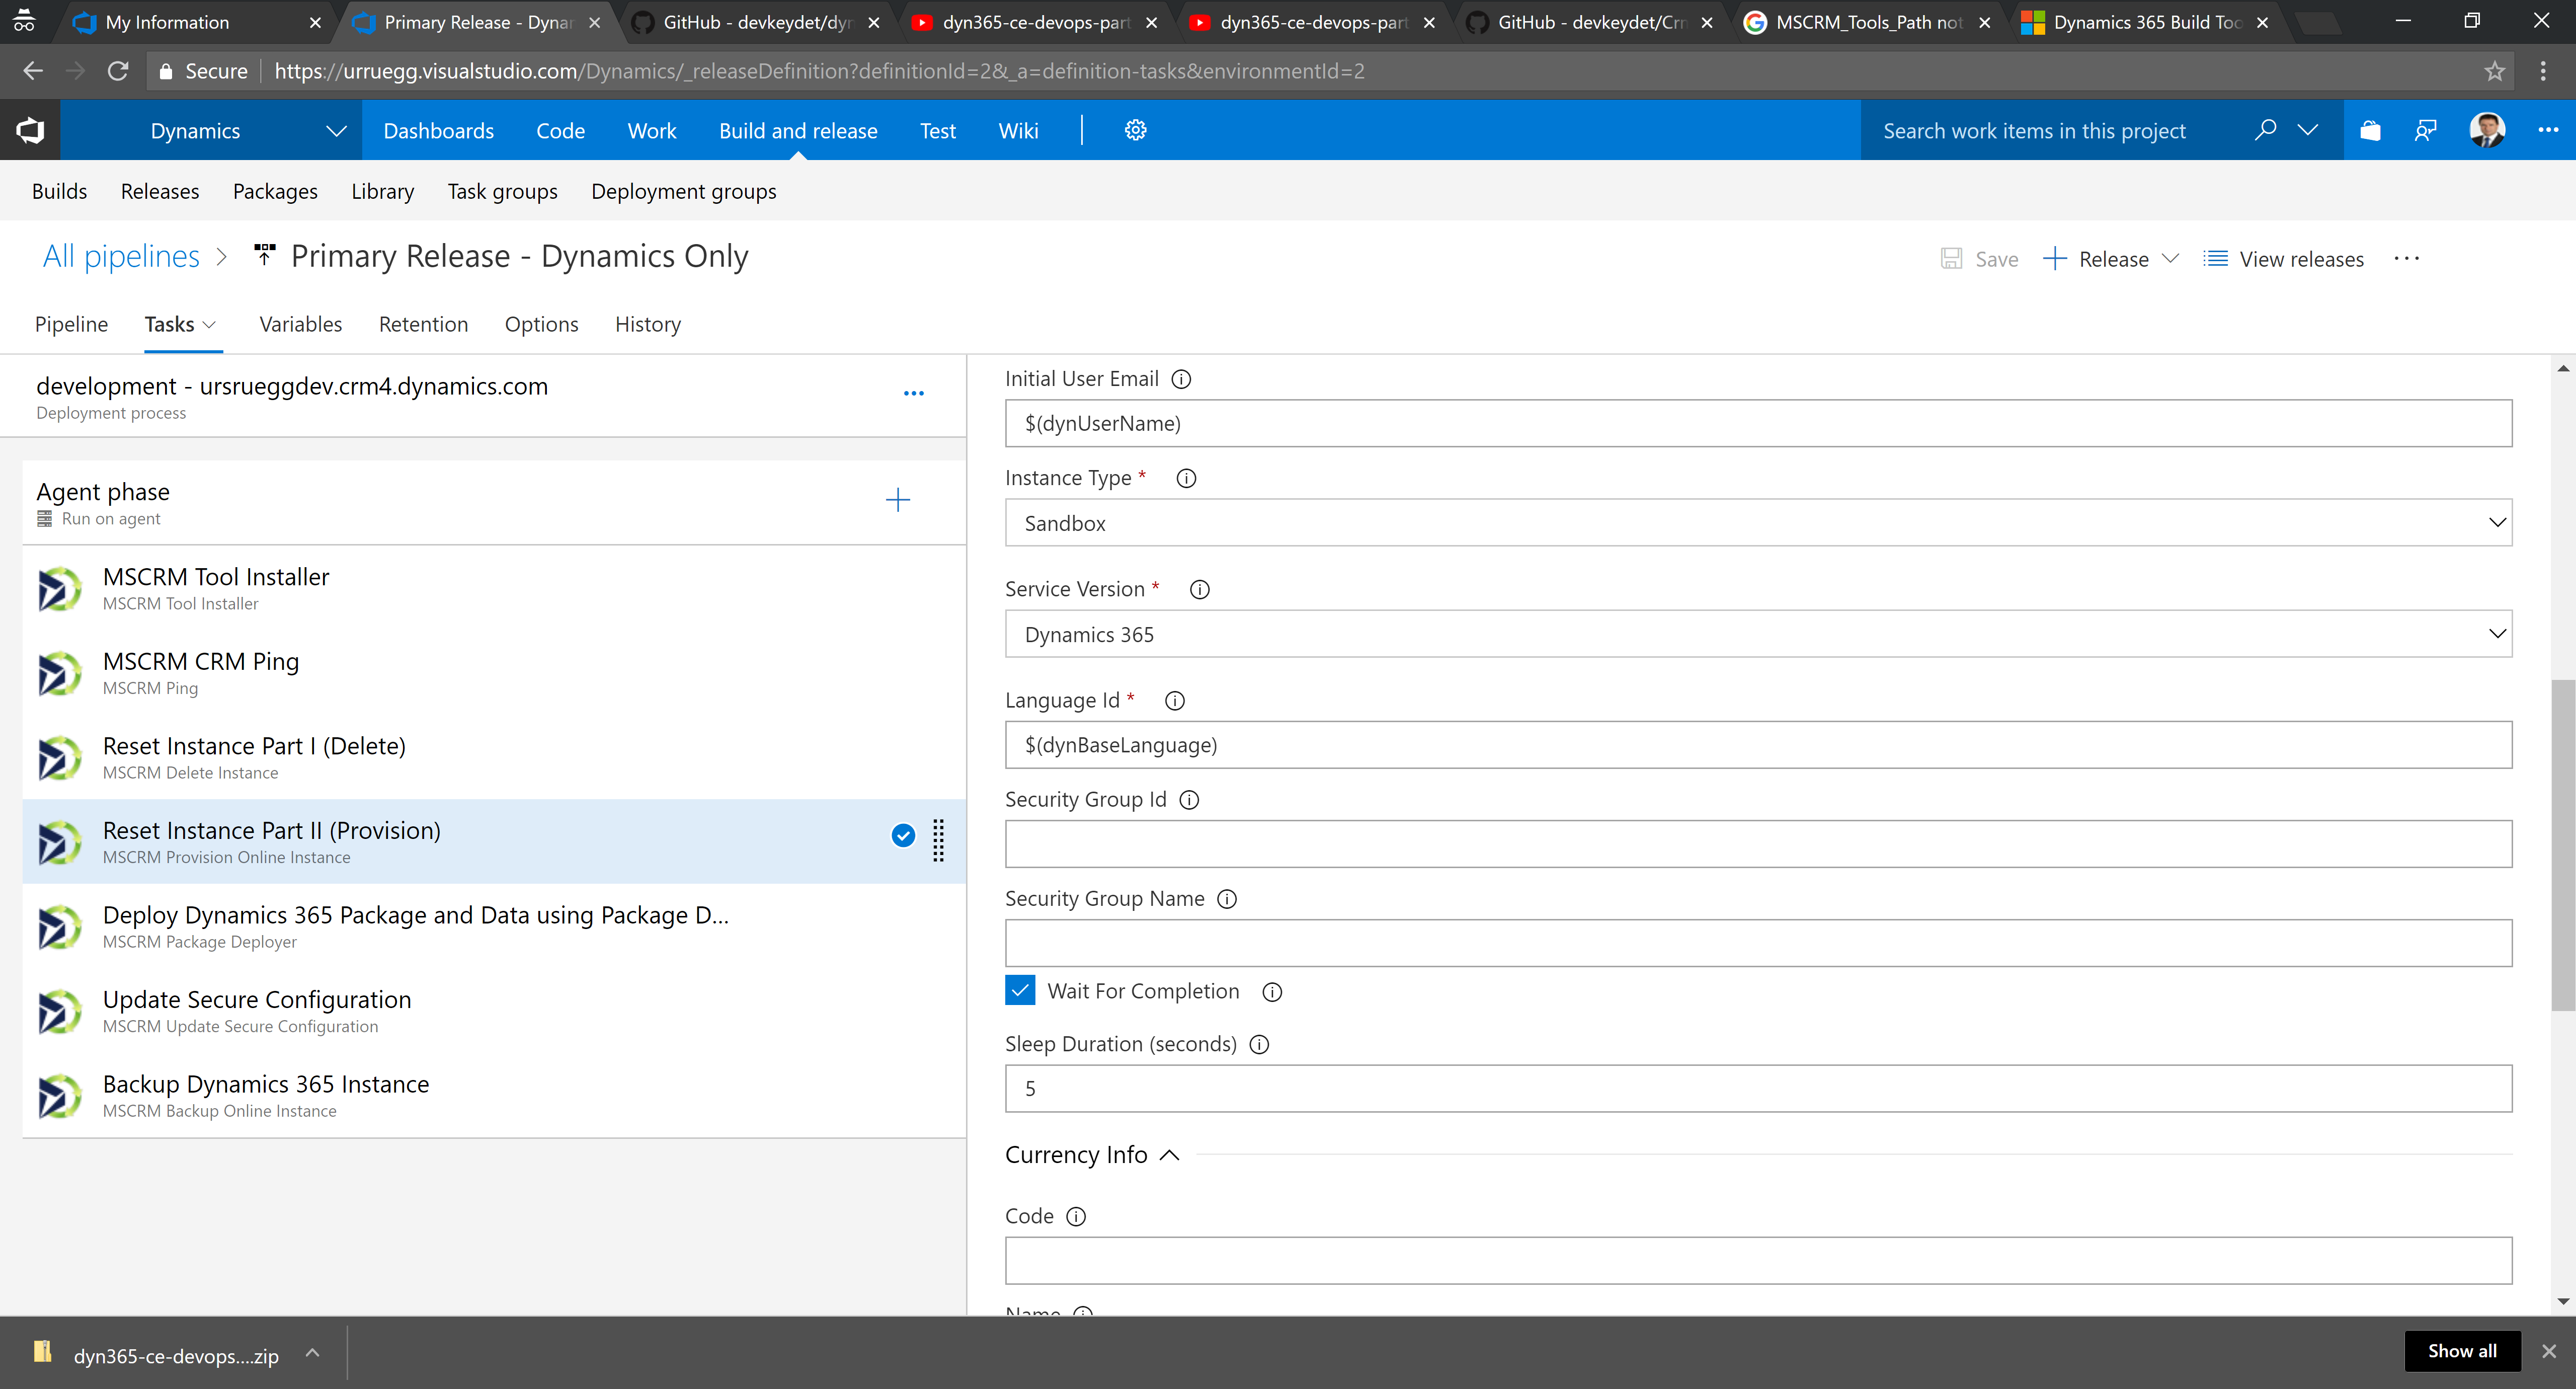 My Information
Primary Release - Dynar
GitHub - devkeydet/dyn
dyn365-ce-devops-part
dyn365-ce-devops-part
GitHub - devkeydet/Crm
MSCRM_Tools_Path not
Dynamics 365 Build Too
Secure
https://urruegg.visualstudio.com/Dynamics/_releaseDefinition?definitionId=2&_a=definition-tasks&environmentId=2
Dynamics
Dashboards
Code
Work
Build and release
Test
Wiki
Search work items in this project
Builds
Releases
Packages
Library
Task groups
Deployment groups
All pipelines
Primary Release - Dynamics Only
Save
Release
View releases
Pipeline
Tasks
Variables
Retention
Options
History
development - ursrueggdev.crm4.dynamics.com
Deployment process
Agent phase
Run on agent
MSCRM Tool Installer
MSCRM Tool Installer
MSCRM CRM Ping
MSCRM Ping
Reset Instance Part I (Delete)
MSCRM Delete Instance
Reset Instance Part II (Provision)
MSCRM Provision Online Instance
Deploy Dynamics 365 Package and Data using Package D...
MSCRM Package Deployer
Update Secure Configuration
MSCRM Update Secure Configuration
Backup Dynamics 365 Instance
MSCRM Backup Online Instance
Initial User Email
$(dynUserName)
Instance Type *
Sandbox
Service Version *
Dynamics 365
Language Id *
$(dynBaseLanguage)
Security Group Id
Security Group Name
Wait For Completion
Sleep Duration (seconds)
5
Currency Info
Code
Name
dyn365-ce-devops....zip
Show all